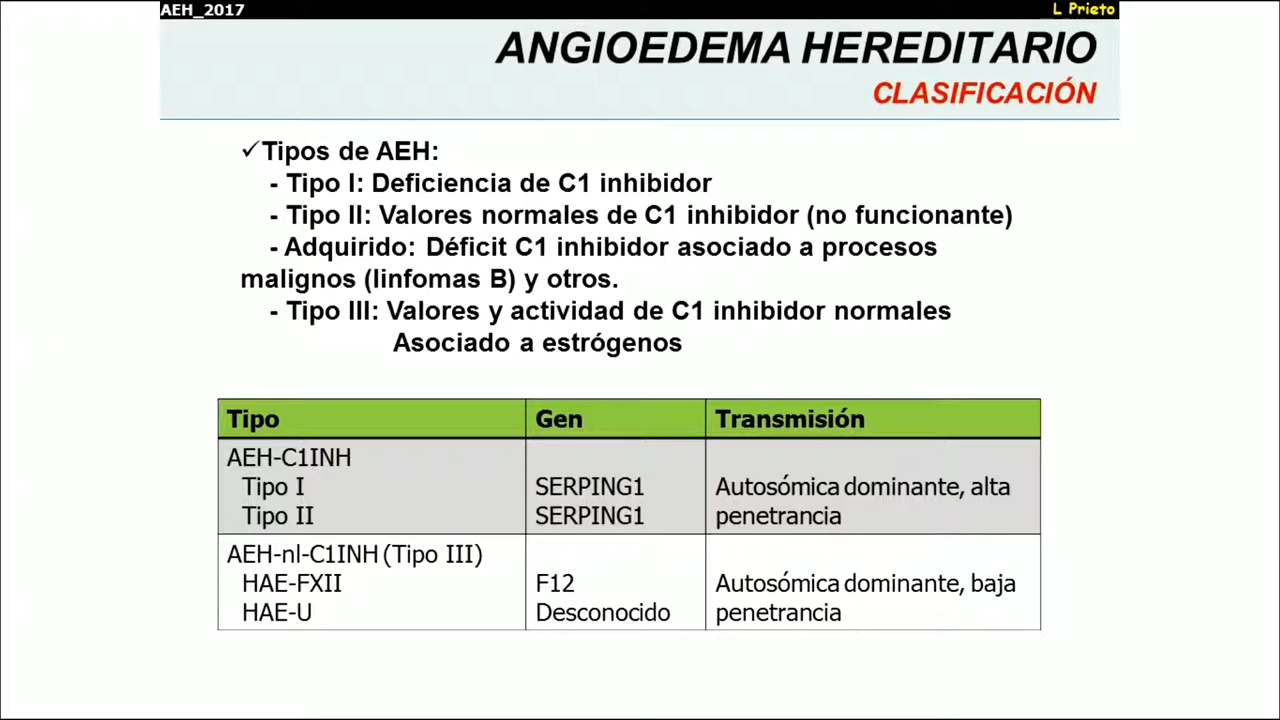 AEH_2017
L Prieto
ANGIOEDEMA HEREDITARIO
CLASIFICACIÓN
✓Tipos de AEH:
- Tipo I: Deficiencia de C1 inhibidor
- Tipo II: Valores normales de C1 inhibidor (no funcionante)
- Adquirido: Déficit C1 inhibidor asociado a procesos
malignos (linfomas B) y otros.
- Tipo III: Valores y actividad de C1 inhibidor normales
Asociado a estrógenos
Tipo Gen Transmisión
AEH-C1INH
Tipo I SERPING1 Autosómica dominante, alta
Tipo II SERPING1 penetrancia
AEH-nl-C1INH (Tipo III)
HAE-FXII F12 Autosómica dominante, baja
HAE-U Desconocido penetrancia